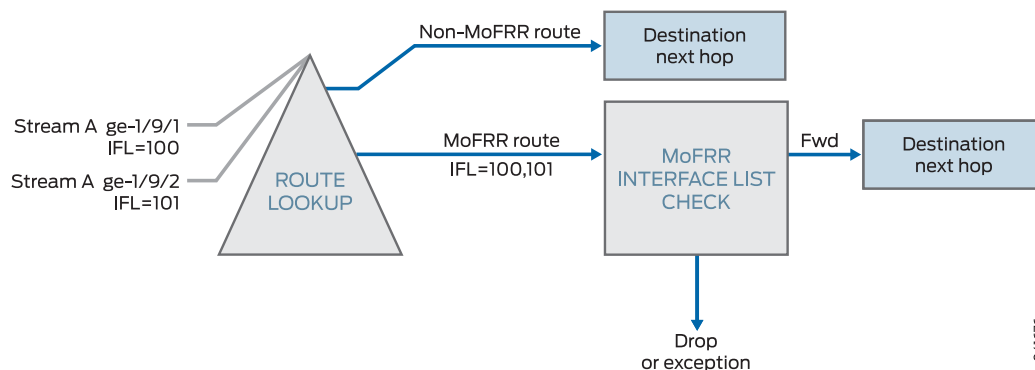 Non-MoFRR route
Destination
next hop
Stream A ge-1/9/1
IFL=100
Stream A ge-1/9/2
IFL=101
ROUTE
LOOKUP
MoFRR route
IFL=100,101
MoFRR
INTERFACE LIST
CHECK
Fwd
Destination
next hop
Drop
or exception